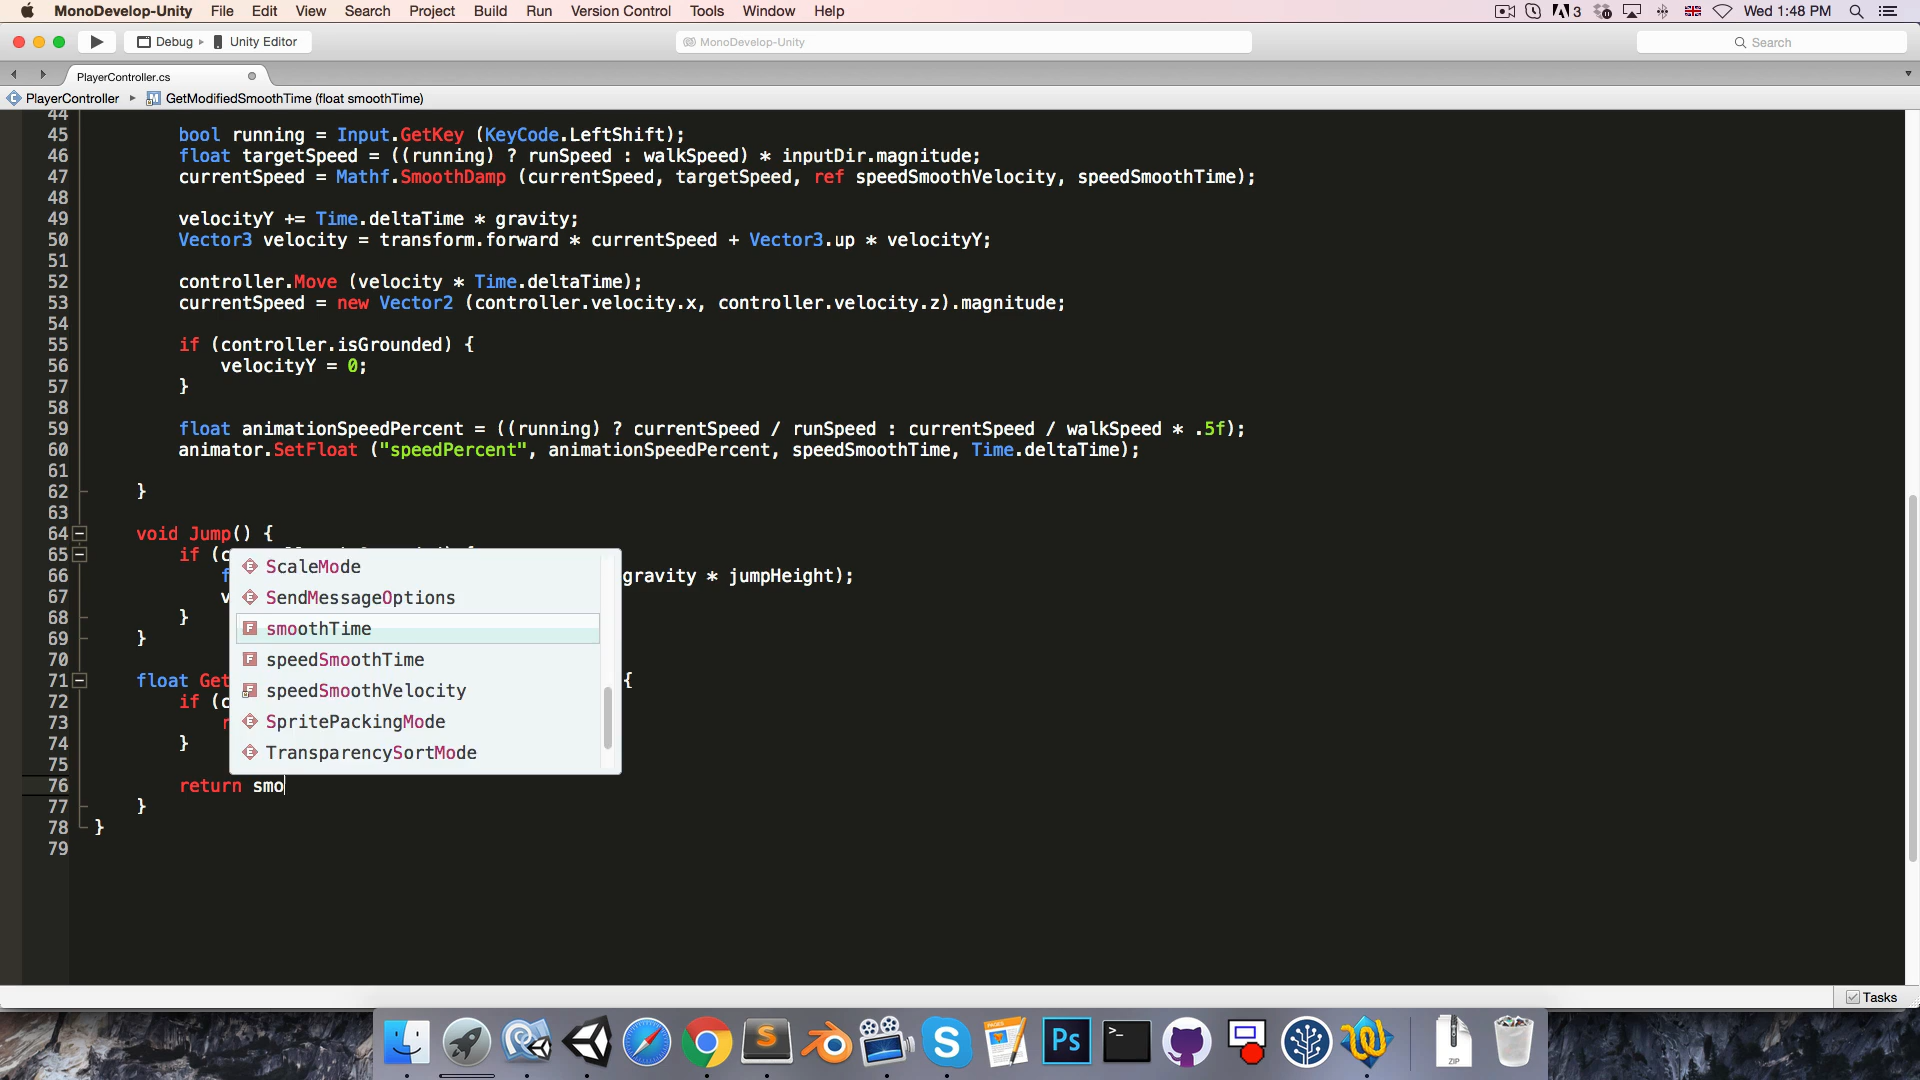 MonoDevelop-Unity File Edit View Search Project Build Run Version Control Tools Window Help 3 Wed 1:48 PM
Debug Unity Editor MonoDevelop-Unity Search
PlayerController.cs
PlayerController GetModifiedSmoothTime (float smoothTime)
44
45 bool running = Input.GetKey (KeyCode.LeftShift);
46 float targetSpeed = ((running) ? runSpeed : walkSpeed) * inputDir.magnitude;
47 currentSpeed = Mathf.SmoothDamp (currentSpeed, targetSpeed, ref speedSmoothVelocity, speedSmoothTime);
48
49 velocityY += Time.deltaTime * gravity;
50 Vector3 velocity = transform.forward * currentSpeed + Vector3.up * velocityY;
51
52 controller.Move (velocity * Time.deltaTime);
53 currentSpeed = new Vector2 (controller.velocity.x, controller.velocity.z).magnitude;
54
55 if (controller.isGrounded) {
56 velocityY = 0;
57 }
58
59 float animationSpeedPercent = ((running) ? currentSpeed / runSpeed : currentSpeed / walkSpeed * .5f);
60 animator.SetFloat ("speedPercent", animationSpeedPercent, speedSmoothTime, Time.deltaTime);
61
62 }
63
64 void Jump() {
65 if (c
66 gravity * jumpHeight);
67 v
68 }
69 }
70
71 float Get {
72 if (c
73 r
74 }
75
76 return smo
77 }
78 }
79
ScaleMode
SendMessageOptions
smoothTime
speedSmoothTime
speedSmoothVelocity
SpritePackingMode
TransparencySortMode
Tasks
PAGES
Ps
ZIP